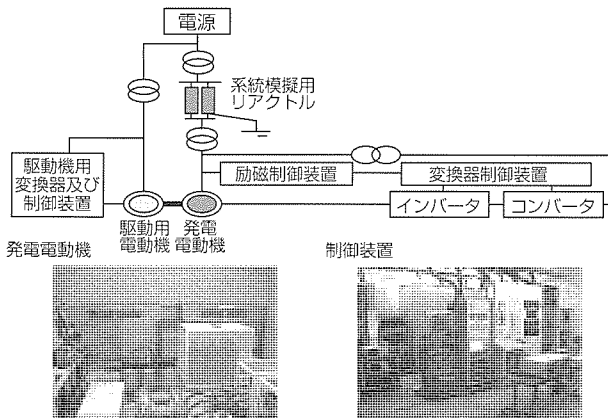 電源
系統模擬用
リアクトル
駆動機用
変換器及び
制御装置
励磁制御装置
変換器制御装置
インバータ
コンバータ
駆動用
電動機
発電
電動機
発電電動機
制御装置